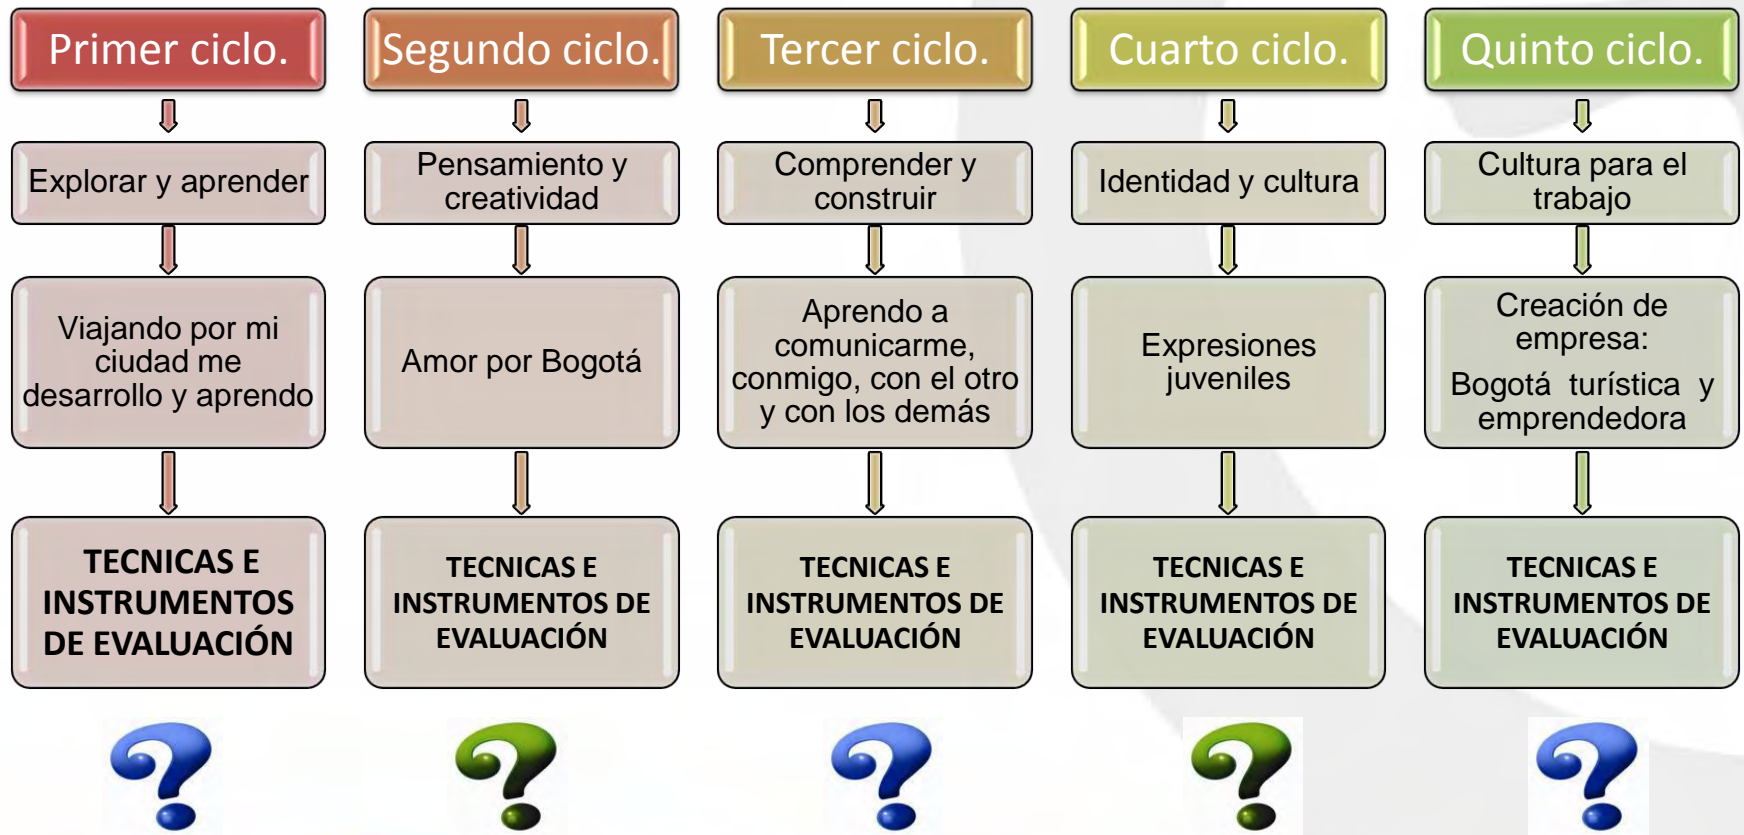 Primer ciclo.
Explorar y aprender
Viajando por mi
ciudad me
desarrollo y aprendo
TECNICAS E
INSTRUMENTOS
DE EVALUACIÓN
Segundo ciclo.
Pensamiento y
creatividad
Amor por Bogotá
TECNICAS E
INSTRUMENTOS DE
EVALUACIÓN
Tercer ciclo.
Comprender y
construir
Aprendo a
comunicarme,
conmigo, con el otro
y con los demás
TECNICAS E
INSTRUMENTOS DE
EVALUACIÓN
Cuarto ciclo.
Identidad y cultura
Expresiones
juveniles
TECNICAS E
INSTRUMENTOS DE
EVALUACIÓN
Quinto ciclo.
Cultura para el
trabajo
Creación de
empresa:
Bogotá turística y
emprendedora
TECNICAS E
INSTRUMENTOS DE
EVALUACIÓN
?
?
?
?
?